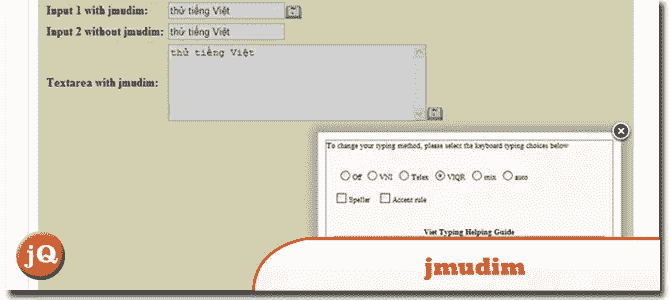 Input 1 with jmudim: thử tiếng Việt
Input 2 without jmudim: thử tiếng Việt
thử tiếng Việt
Textarea with jmudim:
To change your typing method, please select the keyboard typing choices below
Off VNI Telex VIQR mix auto
Speller Accent rule
Viet Typing Helping Guide
jQ
jmudim